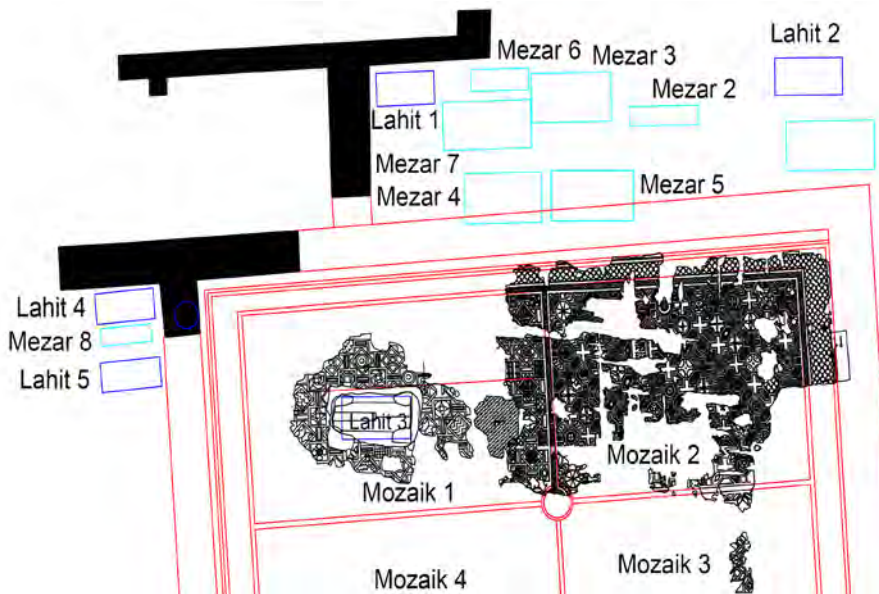 Mezar 6
Mezar 3
Lahit 2
Mezar 2
Lahit 1
Mezar 7
Mezar 4
Mezar 5
Lahit 4
Mezar 8
Lahit 5
Lahit 3
Mozaik 2
Mozaik 1
Mozaik 3
Mozaik 4